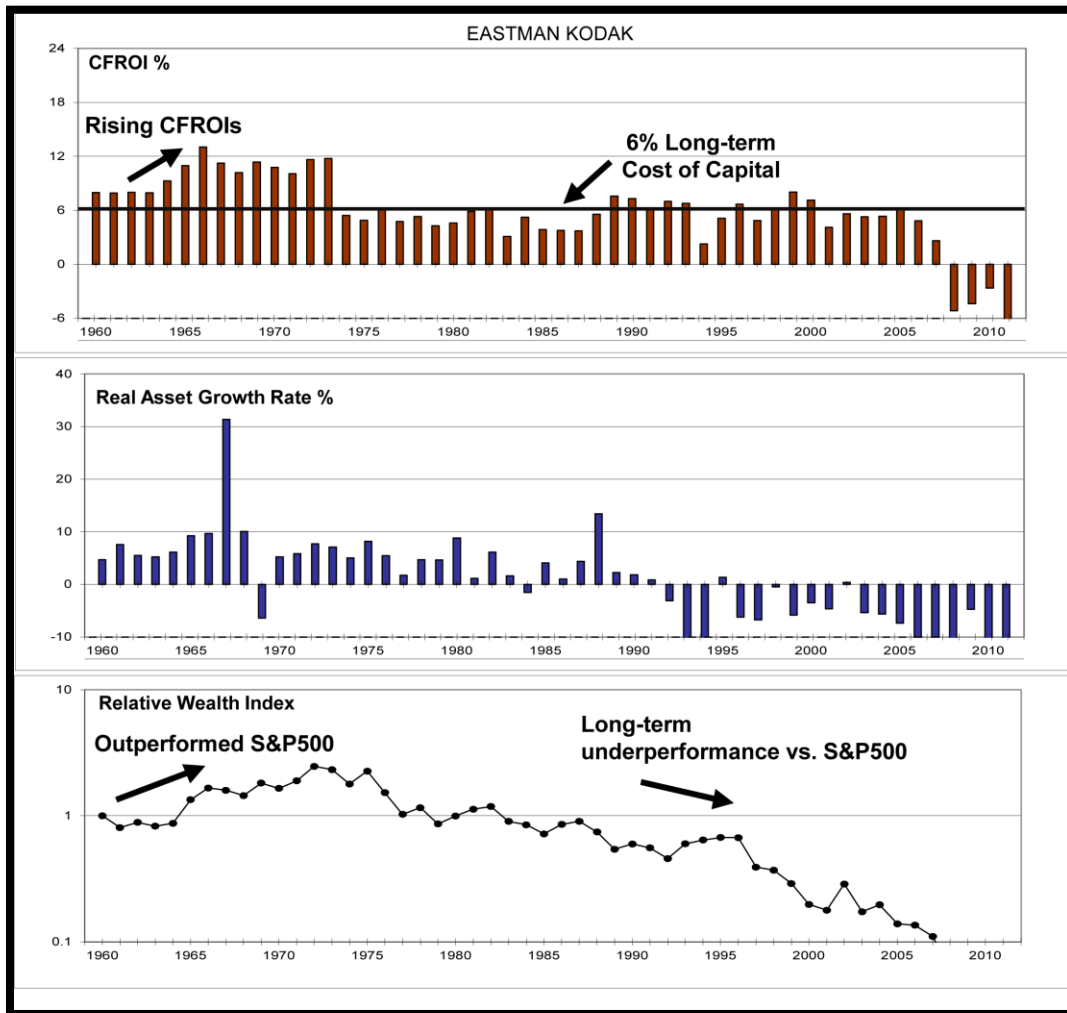 EASTMAN KODAK
24
CFROI %
18
Rising CFROIs
12
6% Long-term
Cost of Capital
6
0
-6
1960 1965 1970 1975 1980 1985 1990 1995 2000 2005 2010
40
Real Asset Growth Rate %
30
20
10
0
-10
1960 1965 1970 1975 1980 1985 1990 1995 2000 2005 2010
10
Relative Wealth Index
Outperformed S&P500
Long-term
underperformance vs. S&P500
1
0.1
1960 1965 1970 1975 1980 1985 1990 1995 2000 2005 2010